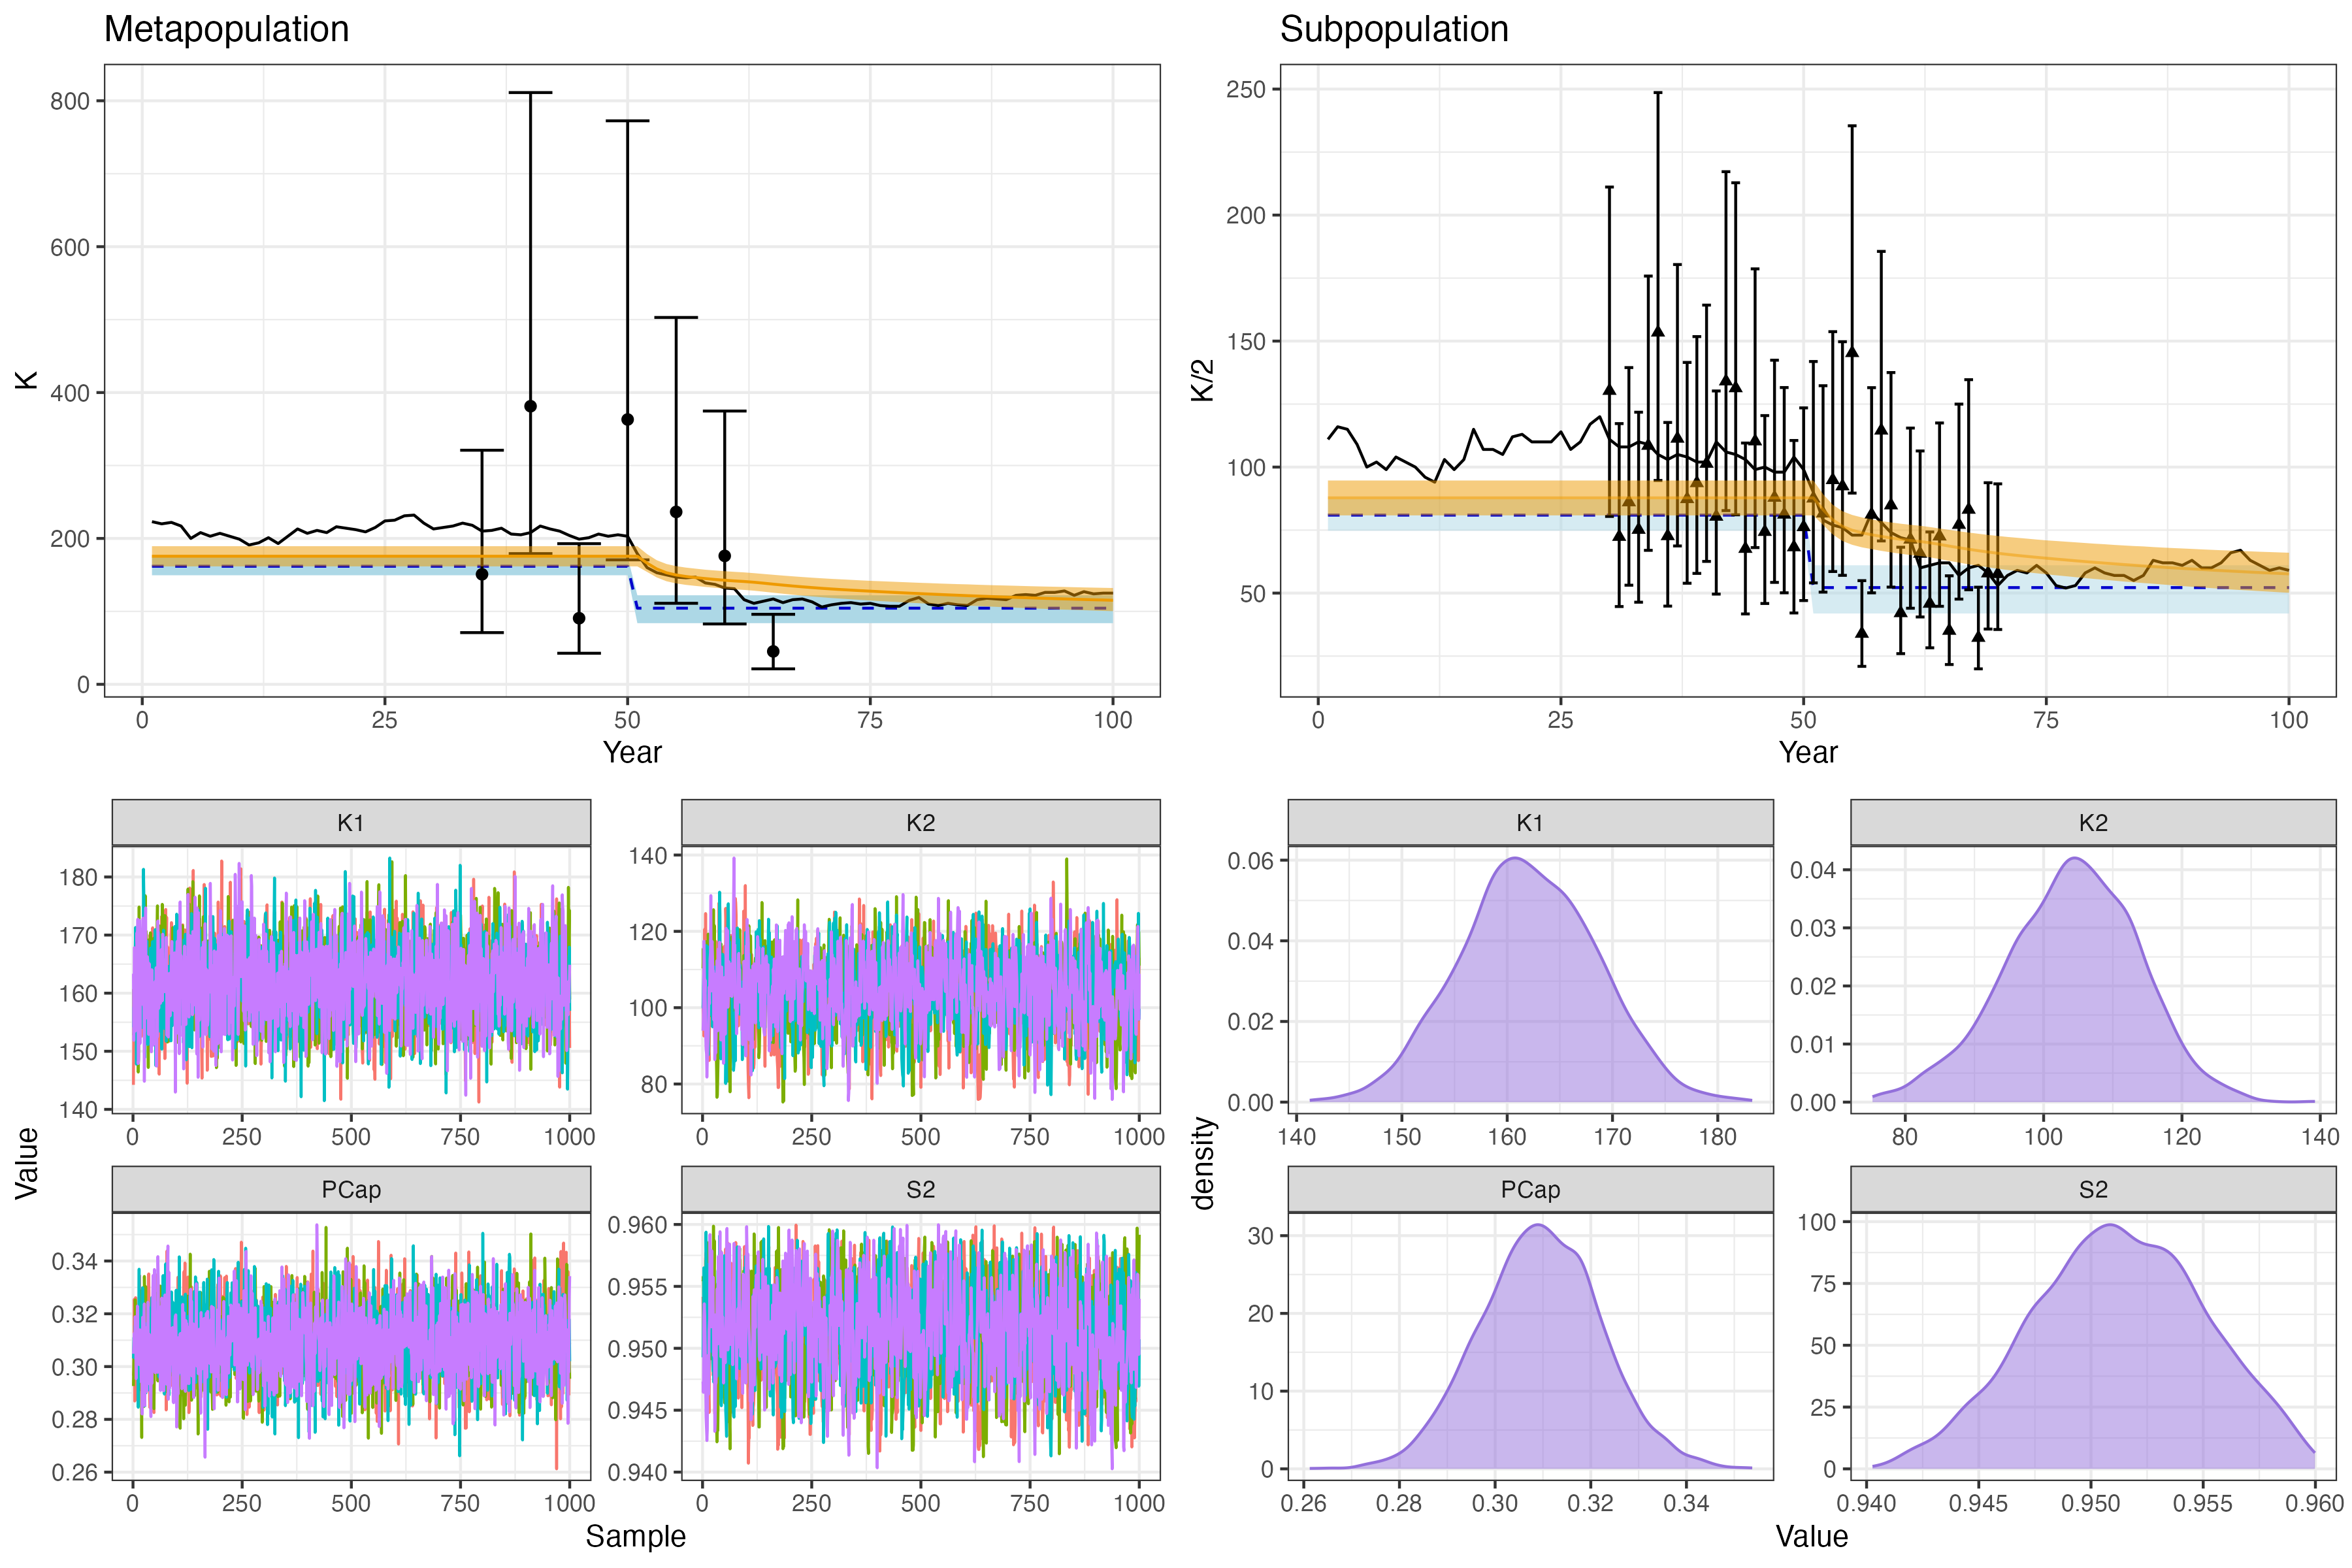 Metapopulation
Subpopulation
800
600
400
200
0
K
0 25 50 75 100
Year
250
200
150
100
50
K/2
0 25 50 75 100
Year
K1
K2
180
170
160
150
140
140
120
100
80
0 250 500 750 1000
0 250 500 750 1000
PCap
S2
0.34
0.32
0.30
0.28
0.26
0.960
0.955
0.950
0.945
0.940
0 250 500 750 1000
0 250 500 750 1000
Value
Sample
K1
K2
0.06
0.04
0.02
0.00
0.04
0.03
0.02
0.01
0.00
140 150 160 170 180
80 100 120 140
PCap
S2
30
20
10
0
100
75
50
25
0
0.26 0.28 0.30 0.32 0.34
0.940 0.945 0.950 0.955 0.960
density
Value